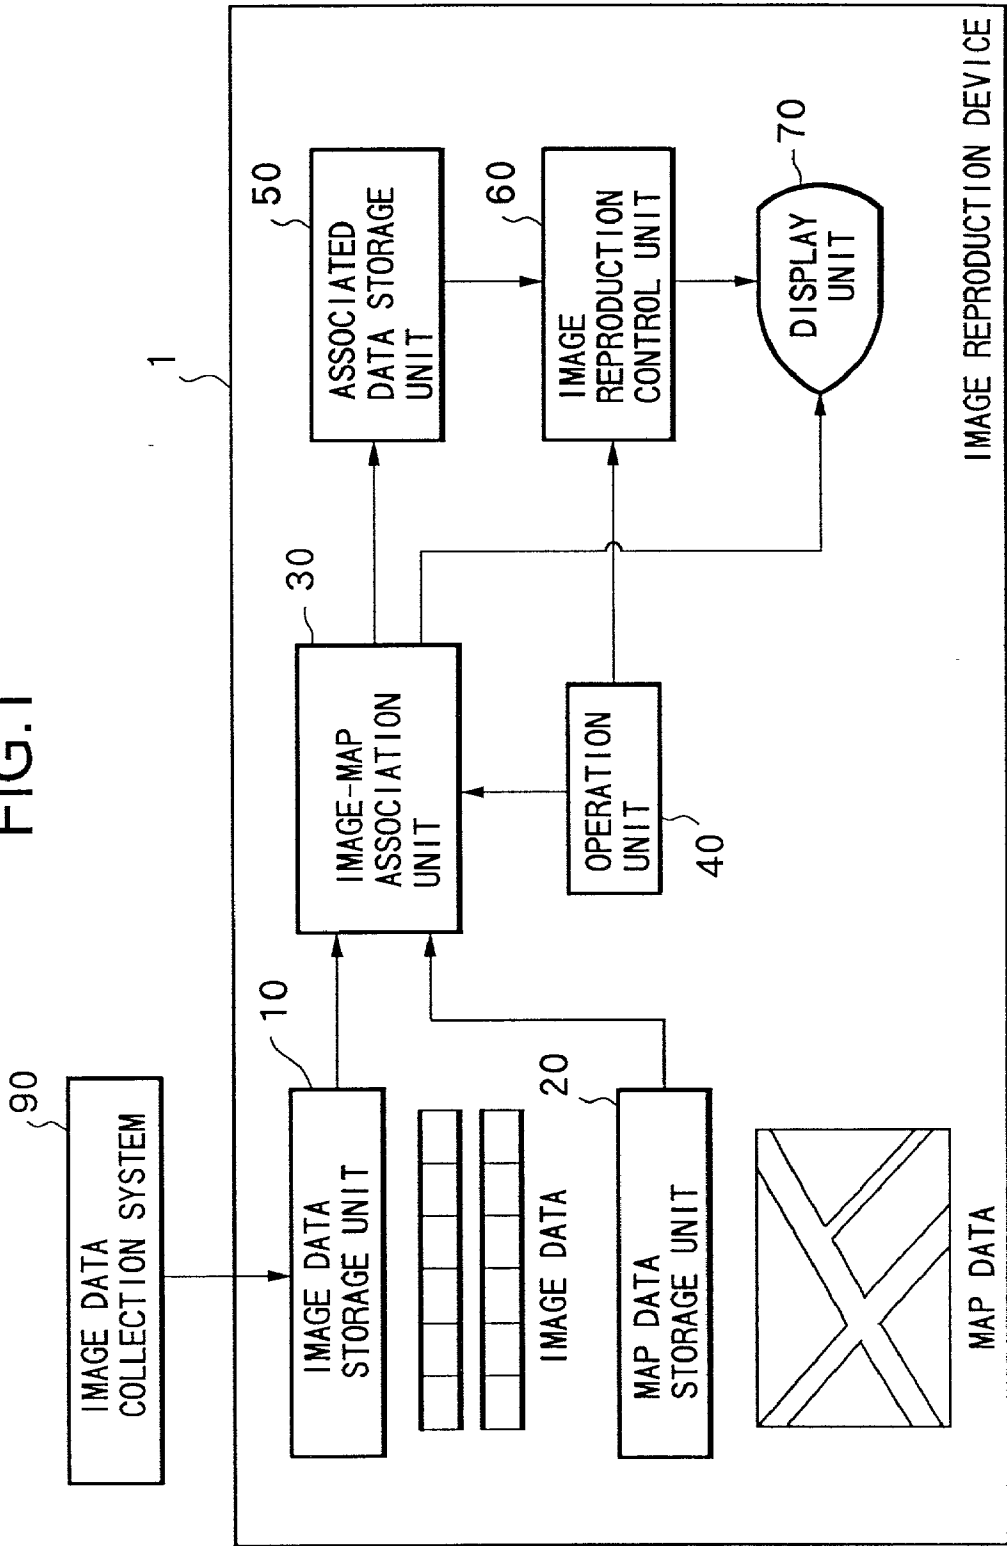 FIG. 1
90
IMAGE DATA
COLLECTION SYSTEM
1
10
IMAGE DATA
STORAGE UNIT
IMAGE DATA
20
MAP DATA
STORAGE UNIT
MAP DATA
30
IMAGE-MAP
ASSOCIATION
UNIT
OPERATION
UNIT
40
50
ASSOCIATED
DATA STORAGE
UNIT
60
IMAGE
REPRODUCTION
CONTROL UNIT
70
DISPLAY
UNIT
IMAGE REPRODUCTION DEVICE